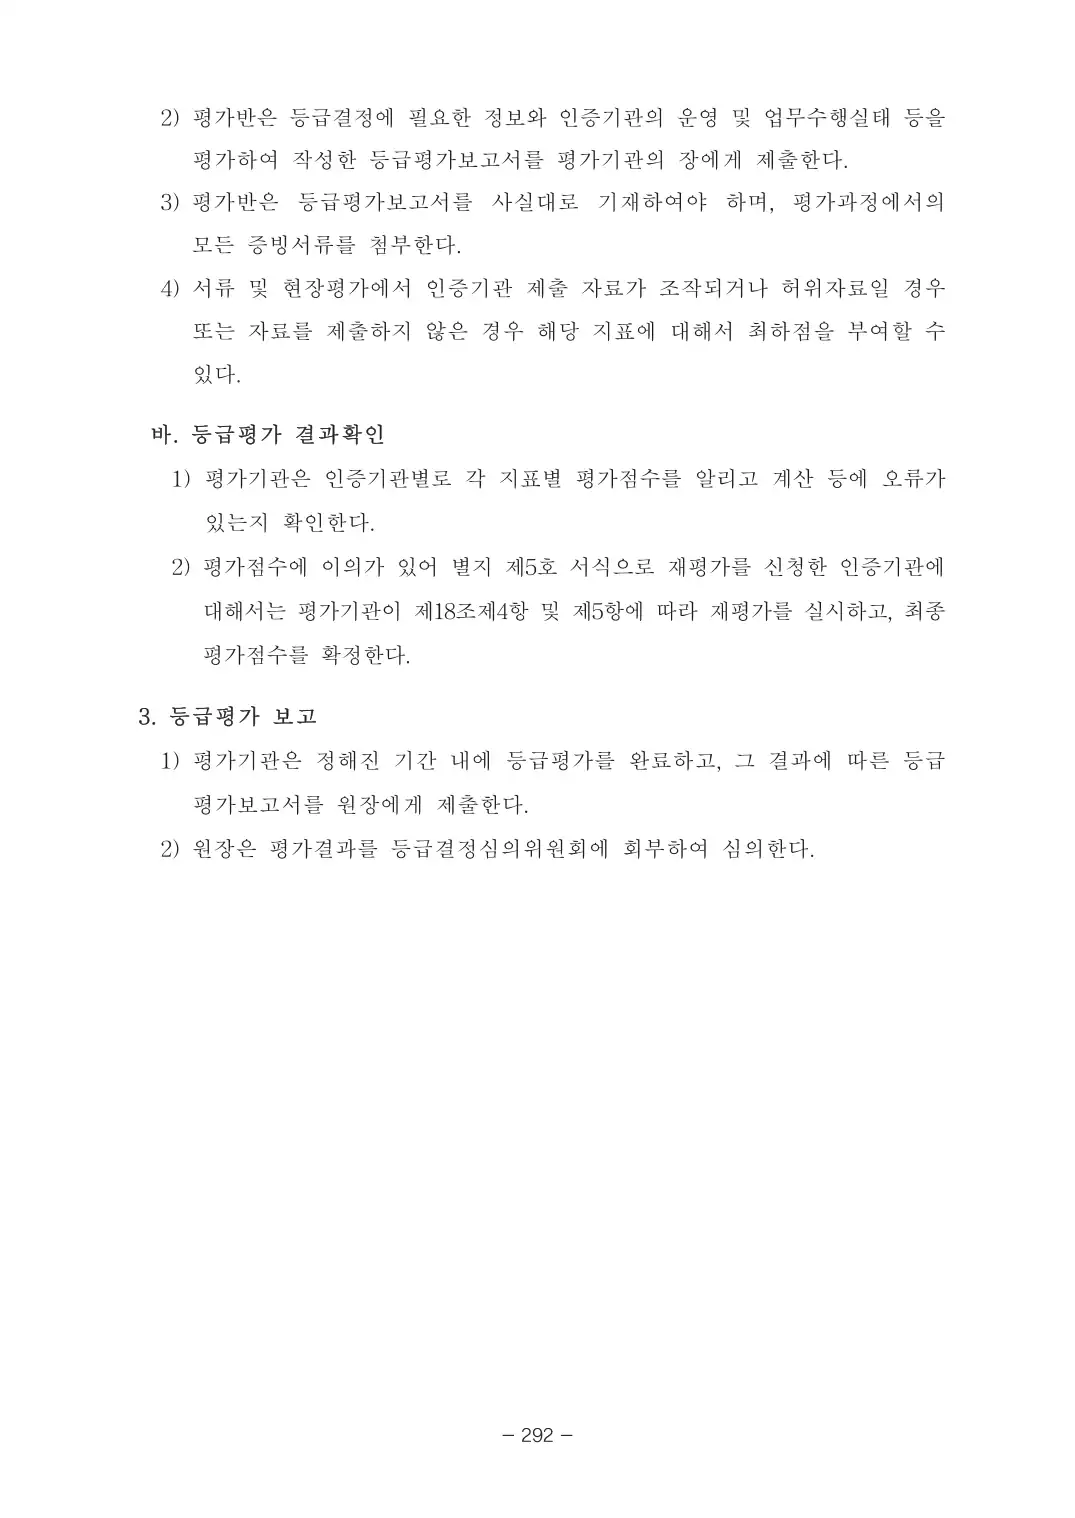 2) 평가반은 등급결정에 필요한 정보와 인증기관의 운영 및 업무수행실태 등을
평가하여 작성한 등급평가보고서를 평가기관의 장에게 제출한다.
3) 평가반은 등급평가보고서를 사실대로 기재하여야 하며, 평가과정에서의
모든 증빙서류를 첨부한다.
4) 서류 및 현장평가에서 인증기관 제출 자료가 조작되거나 허위자료일 경우
또는 자료를 제출하지 않은 경우 해당 지표에 대해서 최하점을 부여할 수
있다.
바. 등급평가 결과확인
1) 평가기관은 인증기관별로 각 지표별 평가점수를 알리고 계산 등에 오류가
있는지 확인한다.
2) 평가점수에 이의가 있어 별지 제5호 서식으로 재평가를 신청한 인증기관에
대해서는 평가기관이 제18조제4항 및 제5항에 따라 재평가를 실시하고, 최종
평가점수를 확정한다.
3. 등급평가 보고
1) 평가기관은 정해진 기간 내에 등급평가를 완료하고, 그 결과에 따른 등급
평가보고서를 원장에게 제출한다.
2) 원장은 평가결과를 등급결정심의위원회에 회부하여 심의한다.
- 292 -